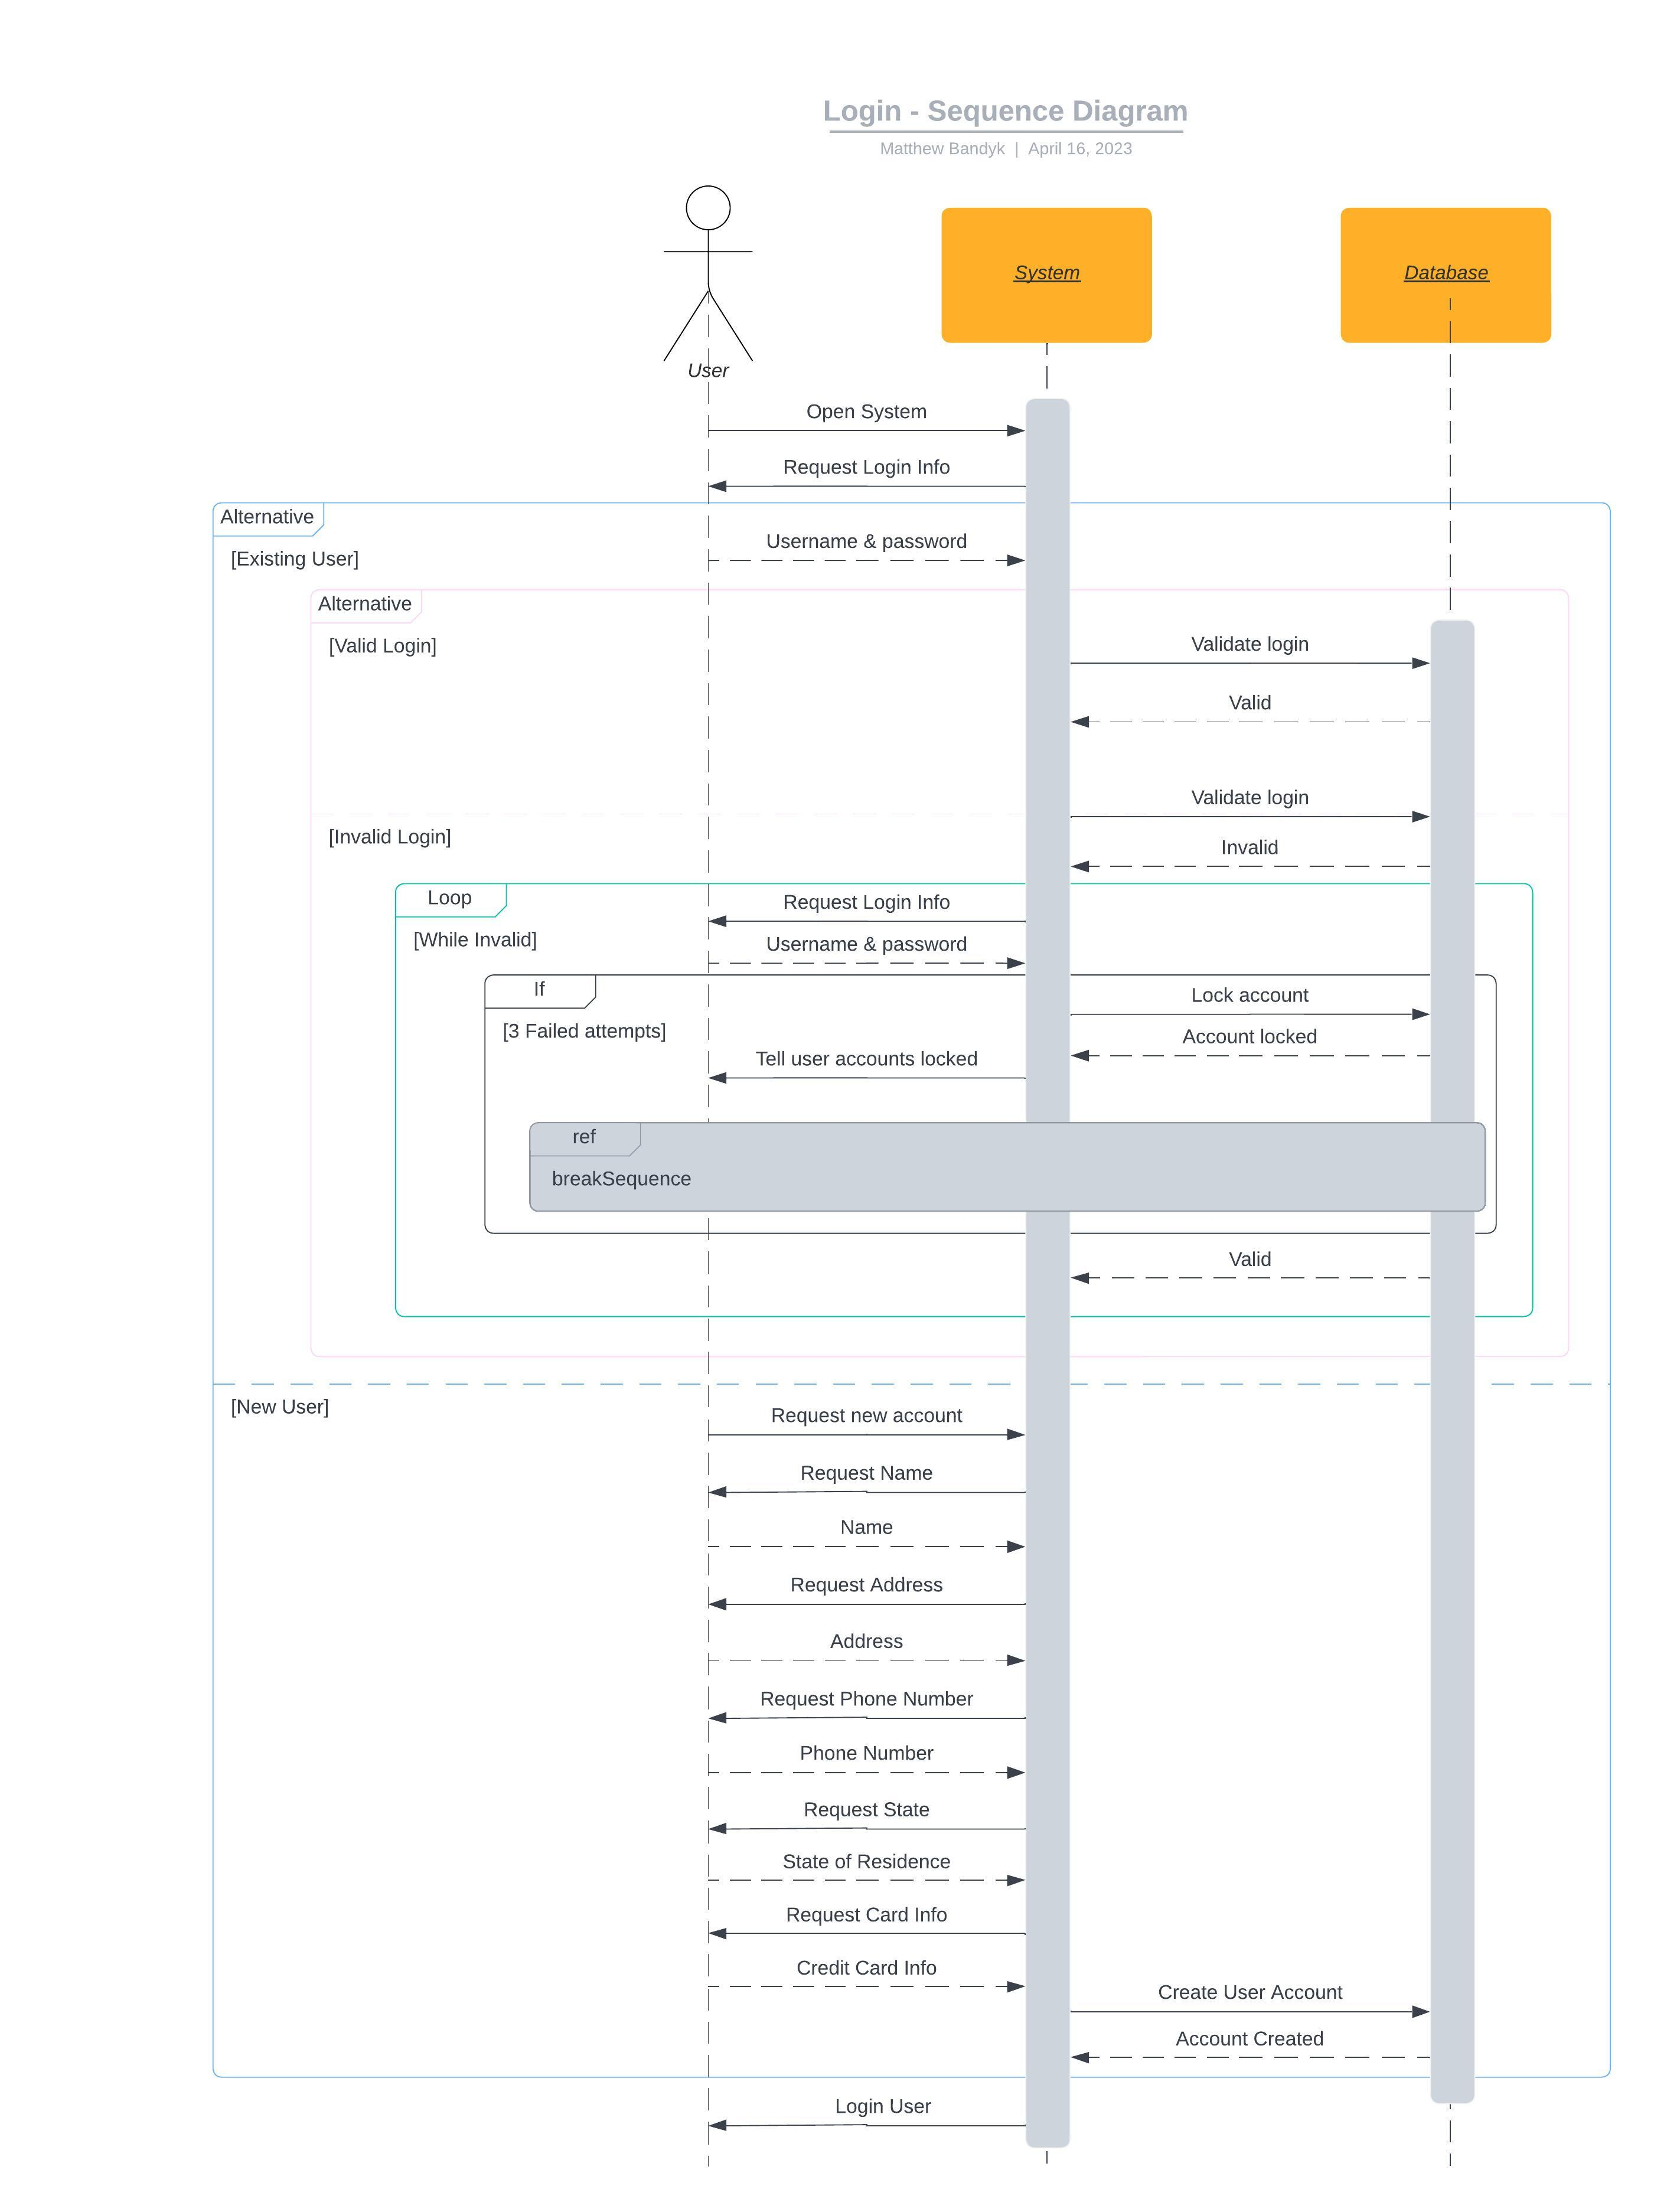 Login - Sequence Diagram
Matthew Bandyk | April 16, 2023
User
System
Database
Open System
Request Login Info
Alternative
[Existing User]
Username & password
Alternative
[Valid Login]
Validate login
Valid
Validate login
[Invalid Login]
Invalid
Loop
[While Invalid]
Request Login Info
Username & password
If
[3 Failed attempts]
Lock account
Account locked
Tell user accounts locked
ref
breakSequence
Valid
[New User]
Request new account
Request Name
Name
Request Address
Address
Request Phone Number
Phone Number
Request State
State of Residence
Request Card Info
Credit Card Info
Create User Account
Account Created
Login User